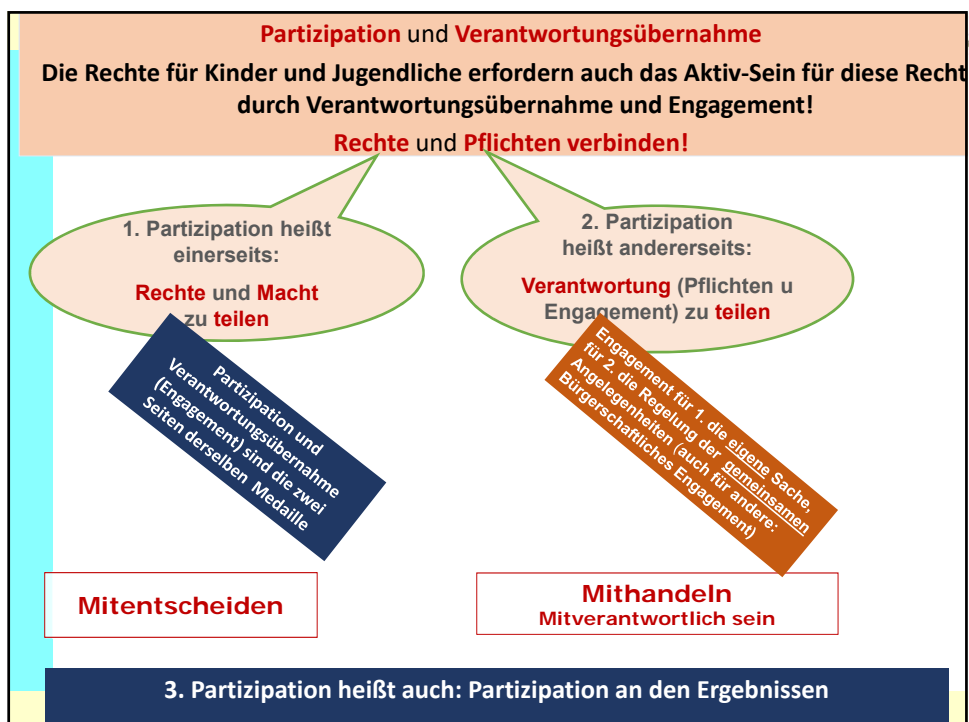 Partizipation und Verantwortungsübernahme
Die Rechte für Kinder und Jugendliche erfordern auch das Aktiv-Sein für diese Recht
durch Verantwortungsübernahme und Engagement!
Rechte und Pflichten verbinden!
1. Partizipation heißt
einerseits:
Rechte und Macht
zu teilen
2. Partizipation
heißt andererseits:
Verantwortung (Pflichten u
Engagement) zu teilen
Partizipation und
Verantwortungsübernahme
(Engagement) sind die zwei
Seiten derselben Medaille
Engagement für 1. die eigene Sache,
für 2. die Regelung der gemeinsamen
Angelegenheiten (auch für andere:
Bürgerschaftliches Engagement)
Mitentscheiden
Mithandeln
Mitverantwortlich sein
3. Partizipation heißt auch: Partizipation an den Ergebnissen